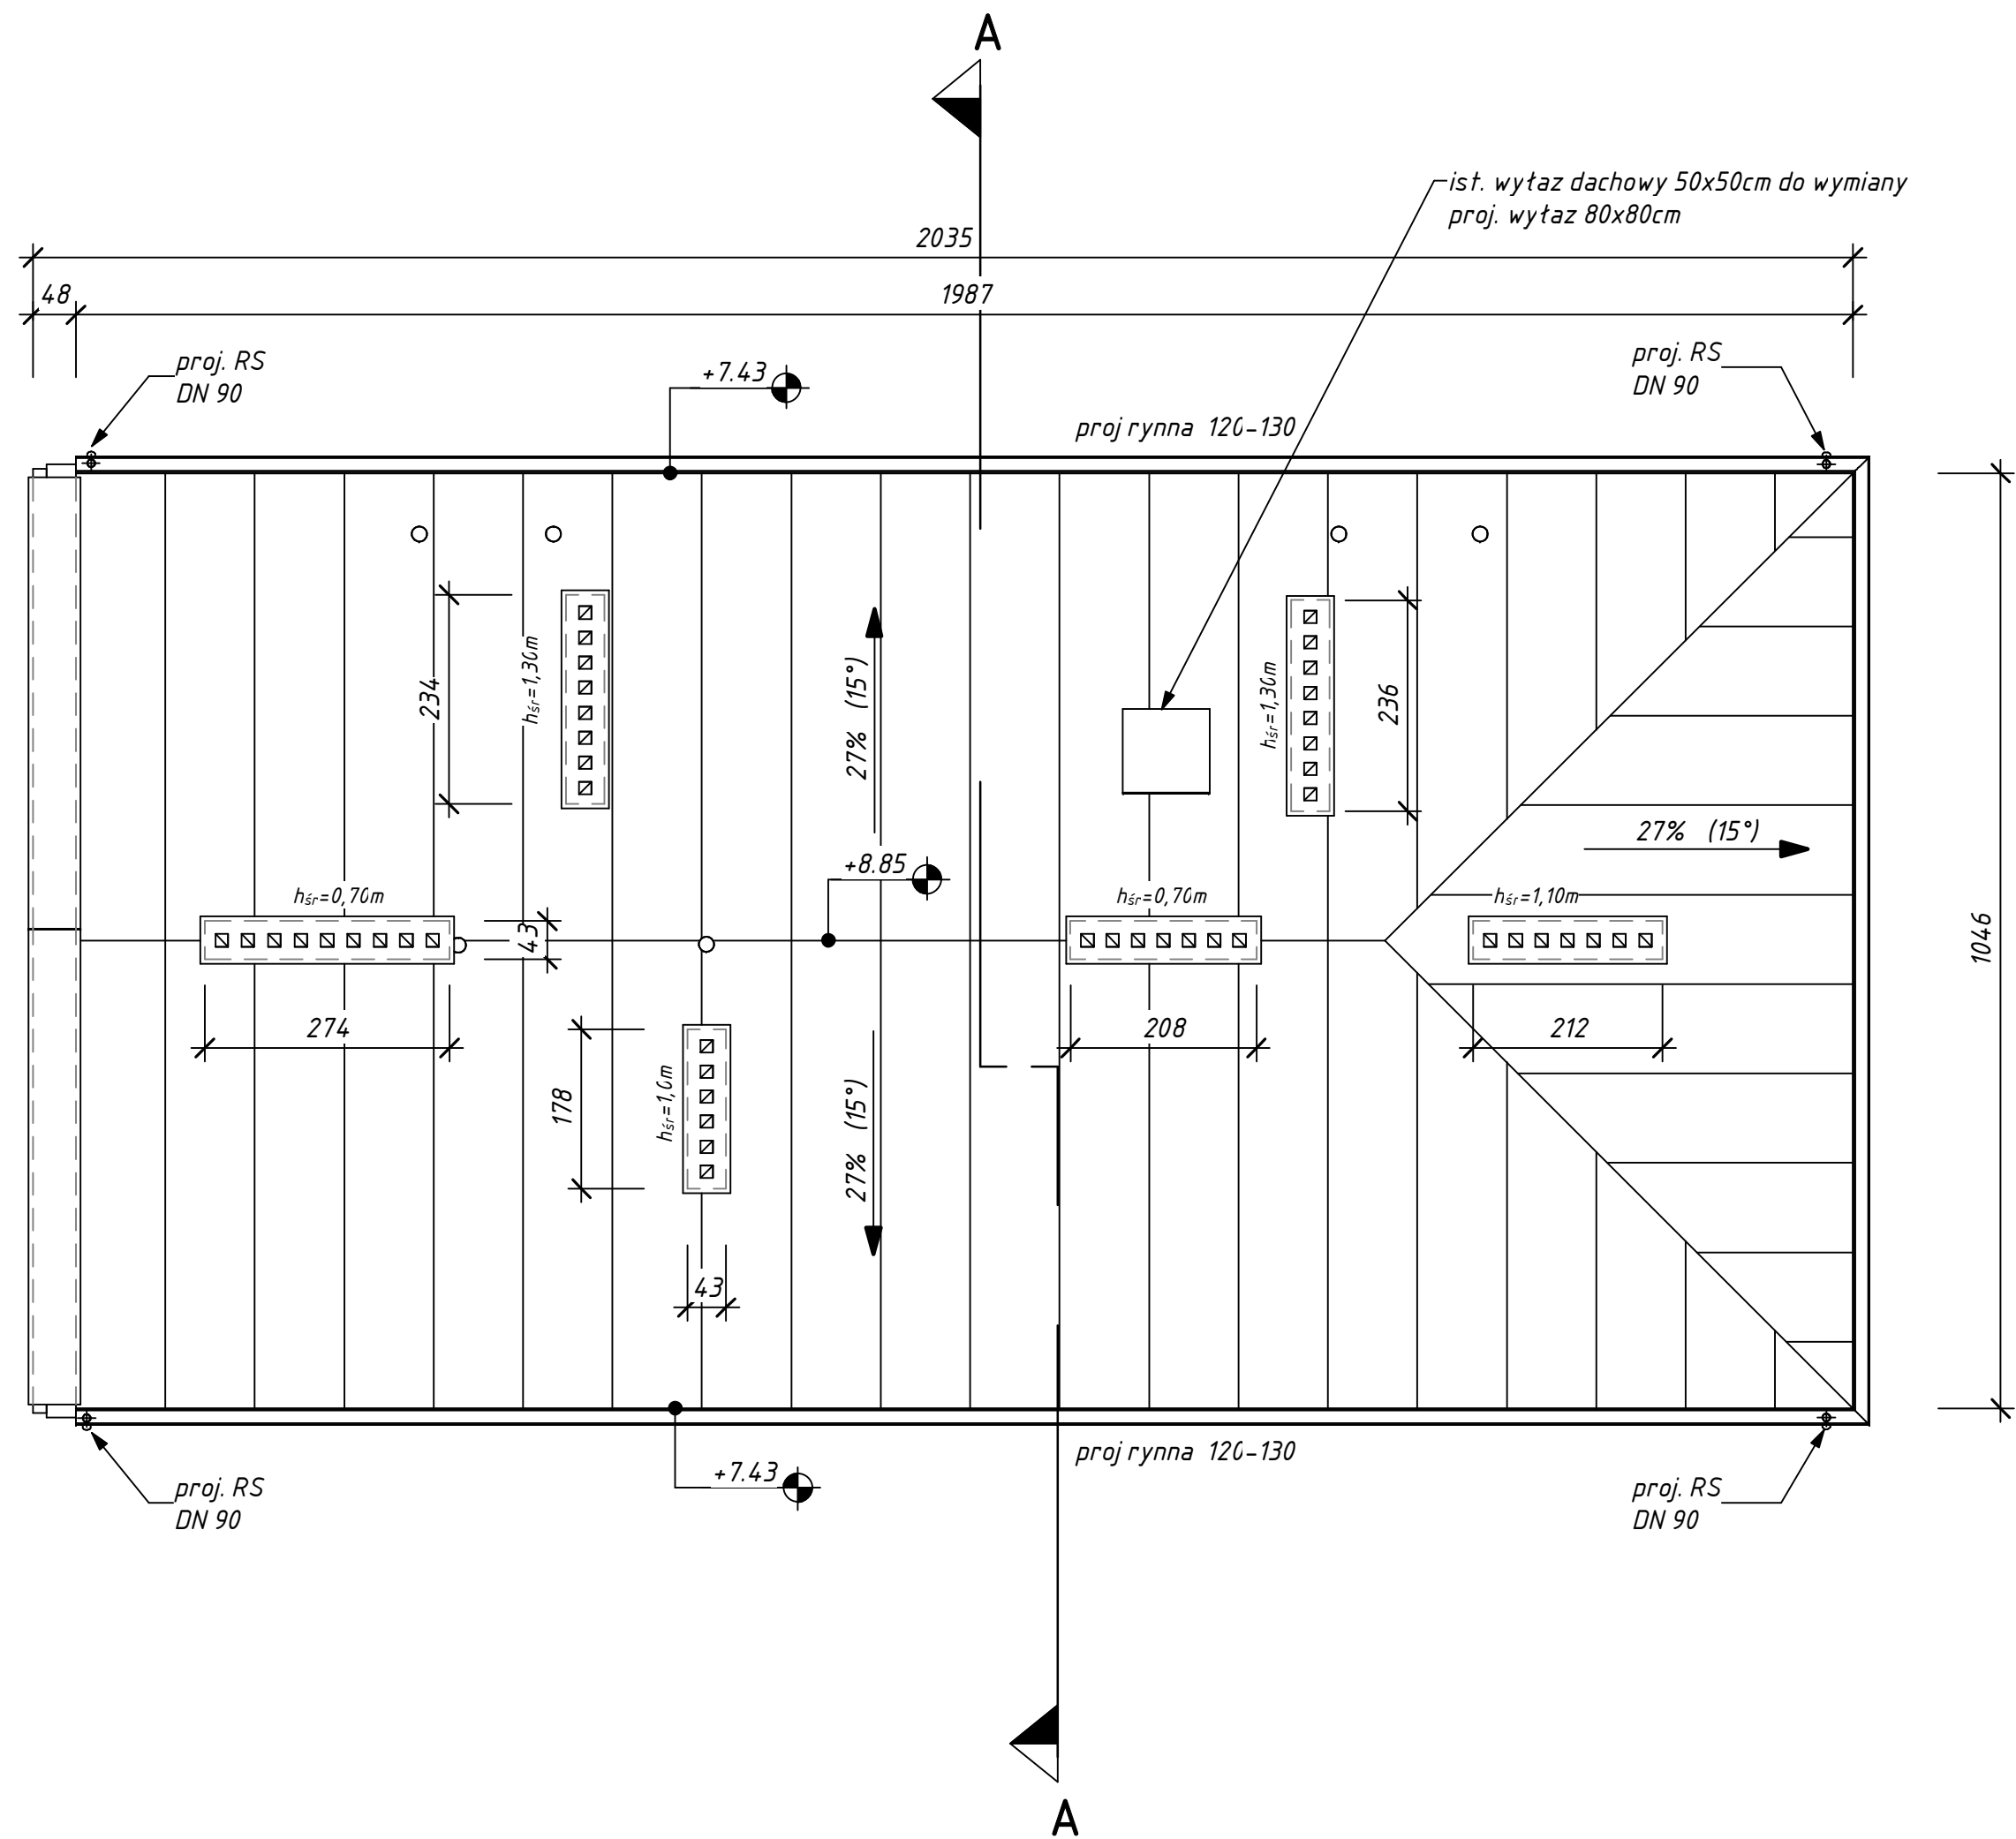 A
ist. wyłaz dachowy 50x50cm do wymiany
proj. wyłaz 80x80cm
2035
48
1987
proj. RS
DN 90
+7.43
proj. RS
DN 90
proj rynna 120-130
234
hśr=1,30m
27% (15°)
hśr=1,30m
236
27% (15°)
+8.85
hśr=0,70m
hśr=0,70m
hśr=1,10m
43
1046
274
208
212
178
hśr=1,0m
27% (15°)
43
proj rynna 120-130
+7.43
proj. RS
DN 90
proj. RS
DN 90
A